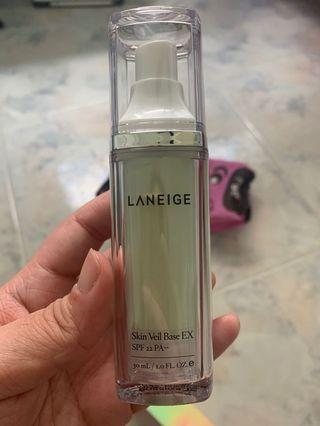 LANEIGE
Skin Veil Base EX
SPF 22 PA++
30 mL / 1.0 FL. OZ. e